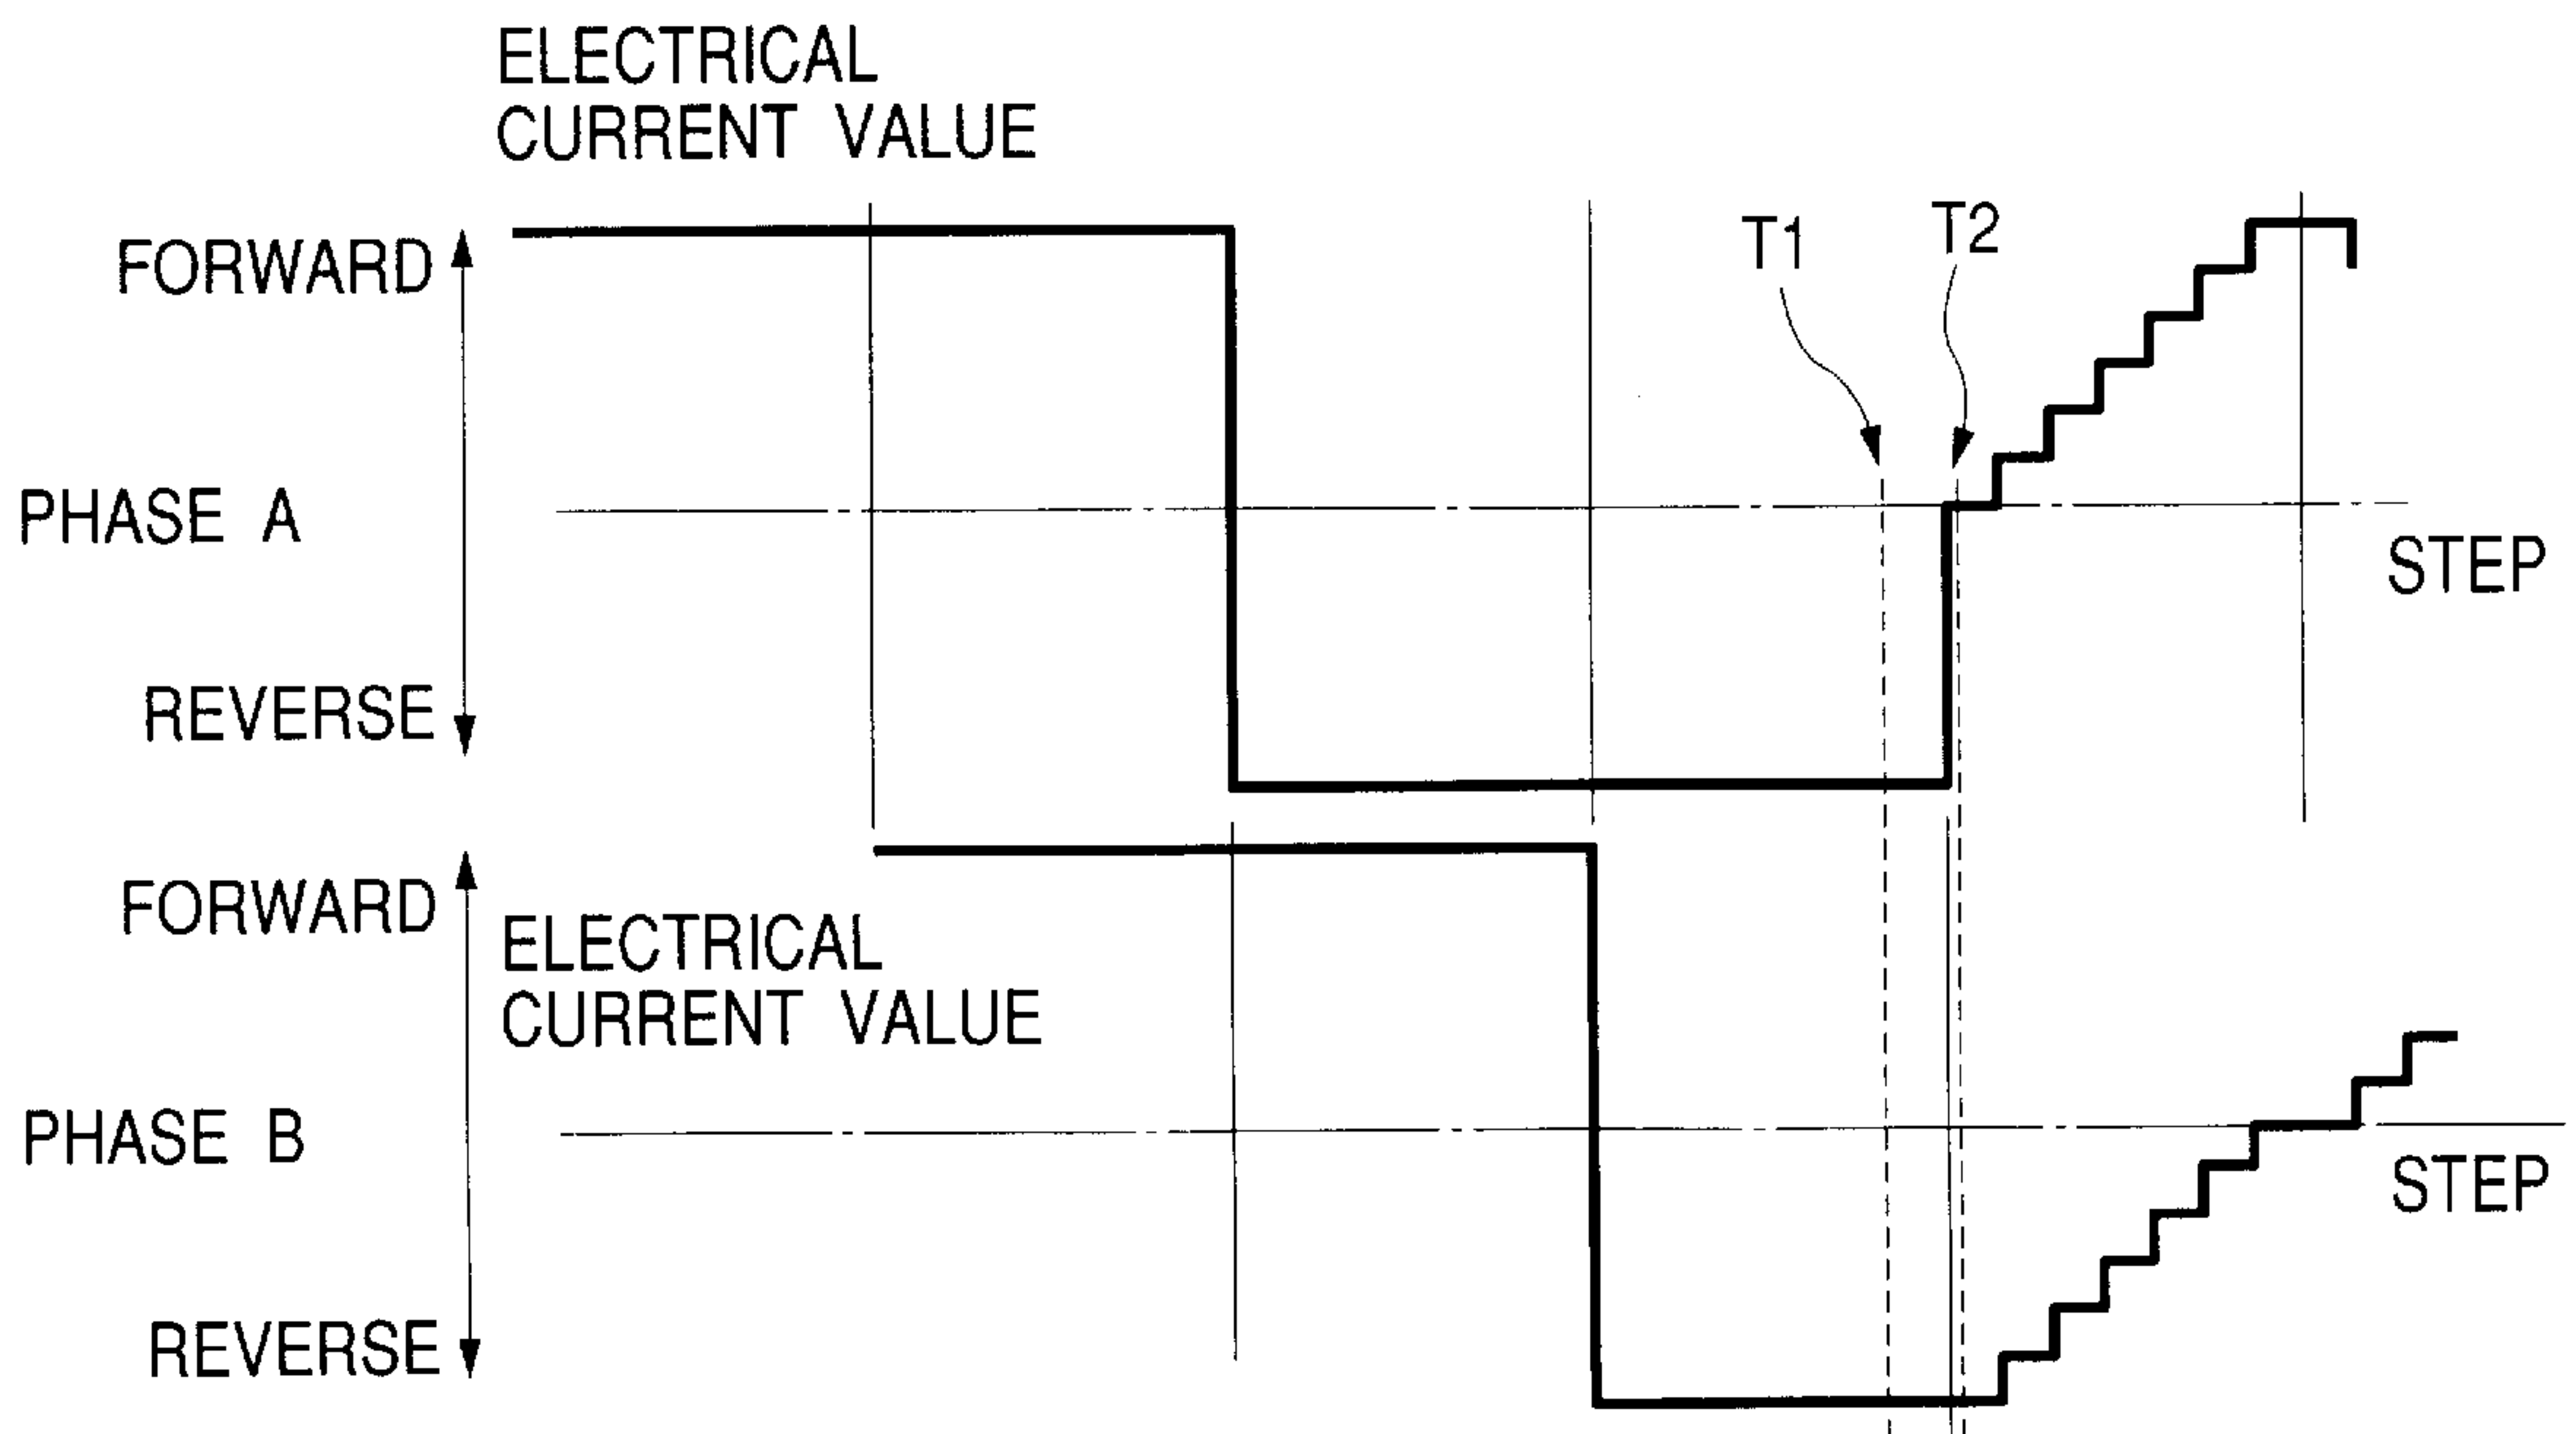 ELECTRICAL
CURRENT VALUE
FORWARD
T1
T2
PHASE A
STEP
REVERSE
FORWARD
ELECTRICAL
CURRENT VALUE
PHASE B
STEP
REVERSE